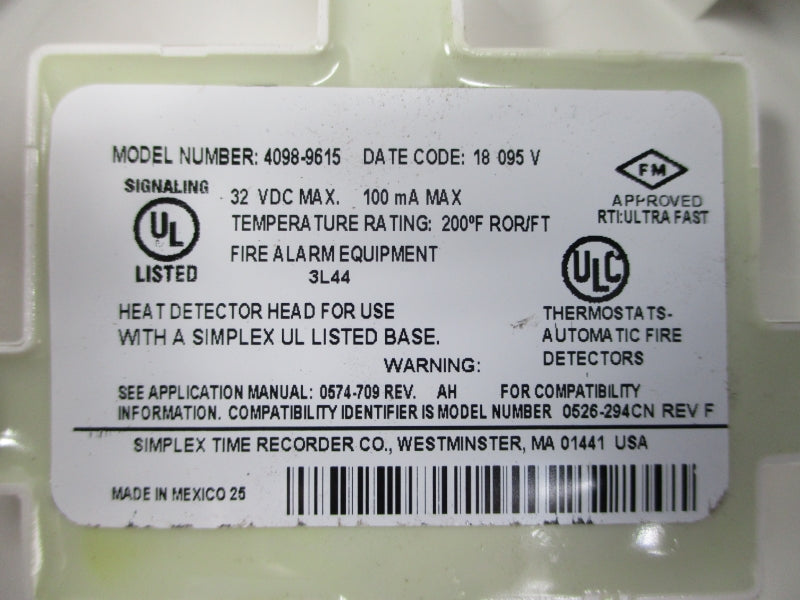 MODEL NUMBER: 4098-9615 DATE CODE: 18 095 V
SIGNALING
UL
LISTED
32 VDC MAX. 100 mA MAX
TEMPERATURE RATING: 200ºF ROR/FT
FIRE ALARM EQUIPMENT
3L44
FM
APPROVED
RTI:ULTRA FAST
ULC
THERMOSTATS-
AUTOMATIC FIRE
DETECTORS
HEAT DETECTOR HEAD FOR USE
WITH A SIMPLEX UL LISTED BASE.
WARNING:
SEE APPLICATION MANUAL: 0574-709 REV. AH FOR COMPATIBILITY
INFORMATION. COMPATIBILITY IDENTIFIER IS MODEL NUMBER 0526-294CN REV F
SIMPLEX TIME RECORDER CO., WESTMINSTER, MA 01441 USA
MADE IN MEXICO 25